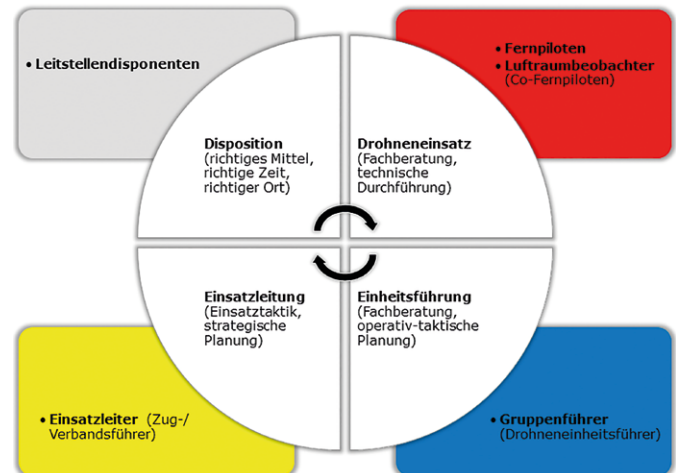 • Leitstellendisponenten
• Fernpiloten
• Luftraumbeobachter
(Co-Fernpiloten)
Disposition
(richtiges Mittel,
richtige Zeit,
richtiger Ort)
Drohneneinsatz
(Fachberatung,
technische
Durchführung)
Einsatzleitung
(Einsatztaktik,
strategische
Planung)
Einheitsführung
(Fachberatung,
operativ-taktische
Planung)
• Einsatzleiter (Zug-/
Verbandsführer)
• Gruppenführer
(Drohneneinheitsführer)